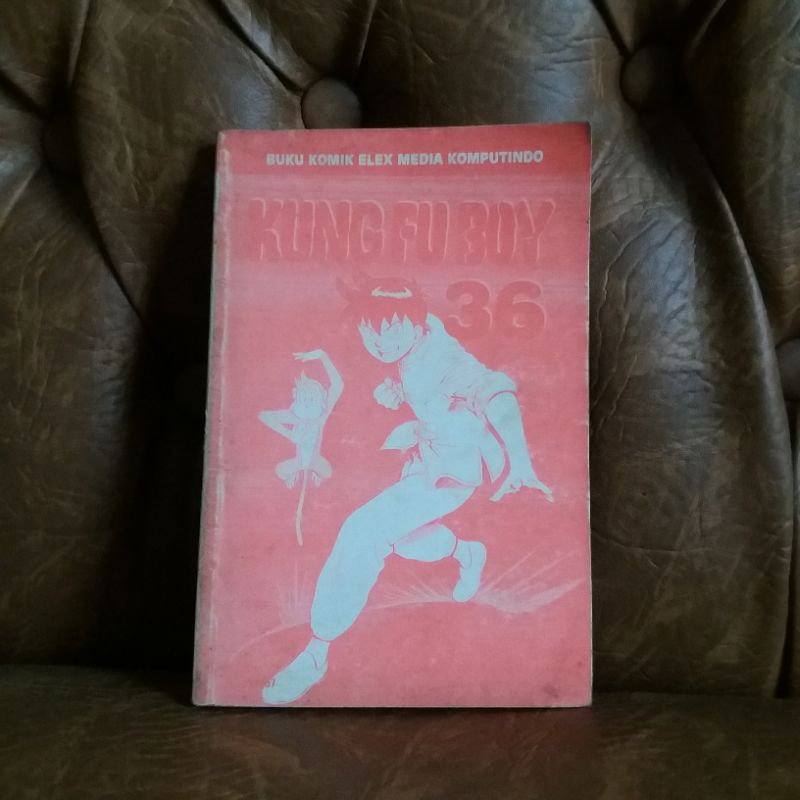 BUKU KOMIK ELEX MEDIA KOMPUTINDO
KUNG FU BOY
36